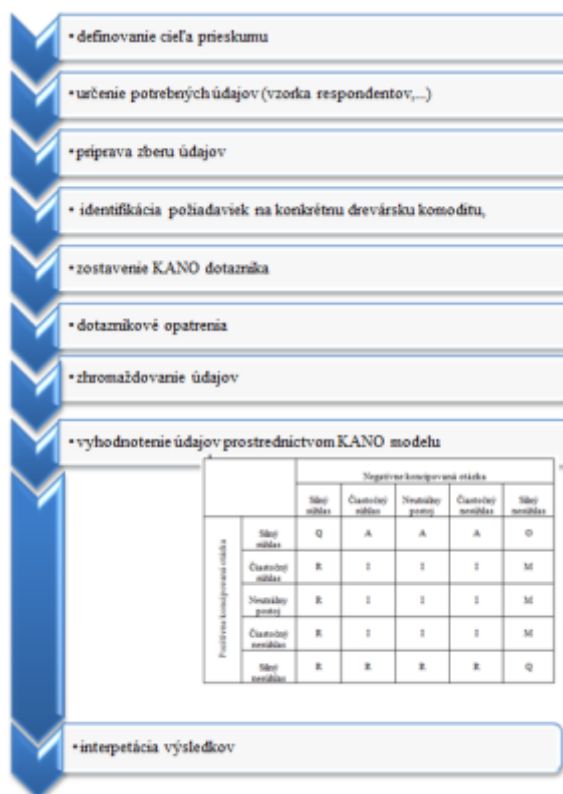 • definovanie cieľa prieskumu
• určenie potrebných údajov (vzorka respondentov,...)
• príprava zberu údajov
• identifikácia požiadaviek na konkrétnu drevársku komoditu,
• zostavenie KANO dotazníka
• dotazníkové opatrenia
• zhromaždovanie údajov
• vyhodnotenie údajov prostredníctvom KANO modelu
Negatívne koncipovaná otázka
Silný súhlas Čiastočný súhlas Neutrálny postoj Čiastočný nesúhlas Silný nesúhlas
Pozitívne koncipovaná otázka
Silný súhlas Q A A A O
Čiastočný súhlas R I I I M
Neutrálny postoj R I I I M
Čiastočný nesúhlas R I I I M
Silný nesúhlas R R R R Q
• interpetácia výsledkov